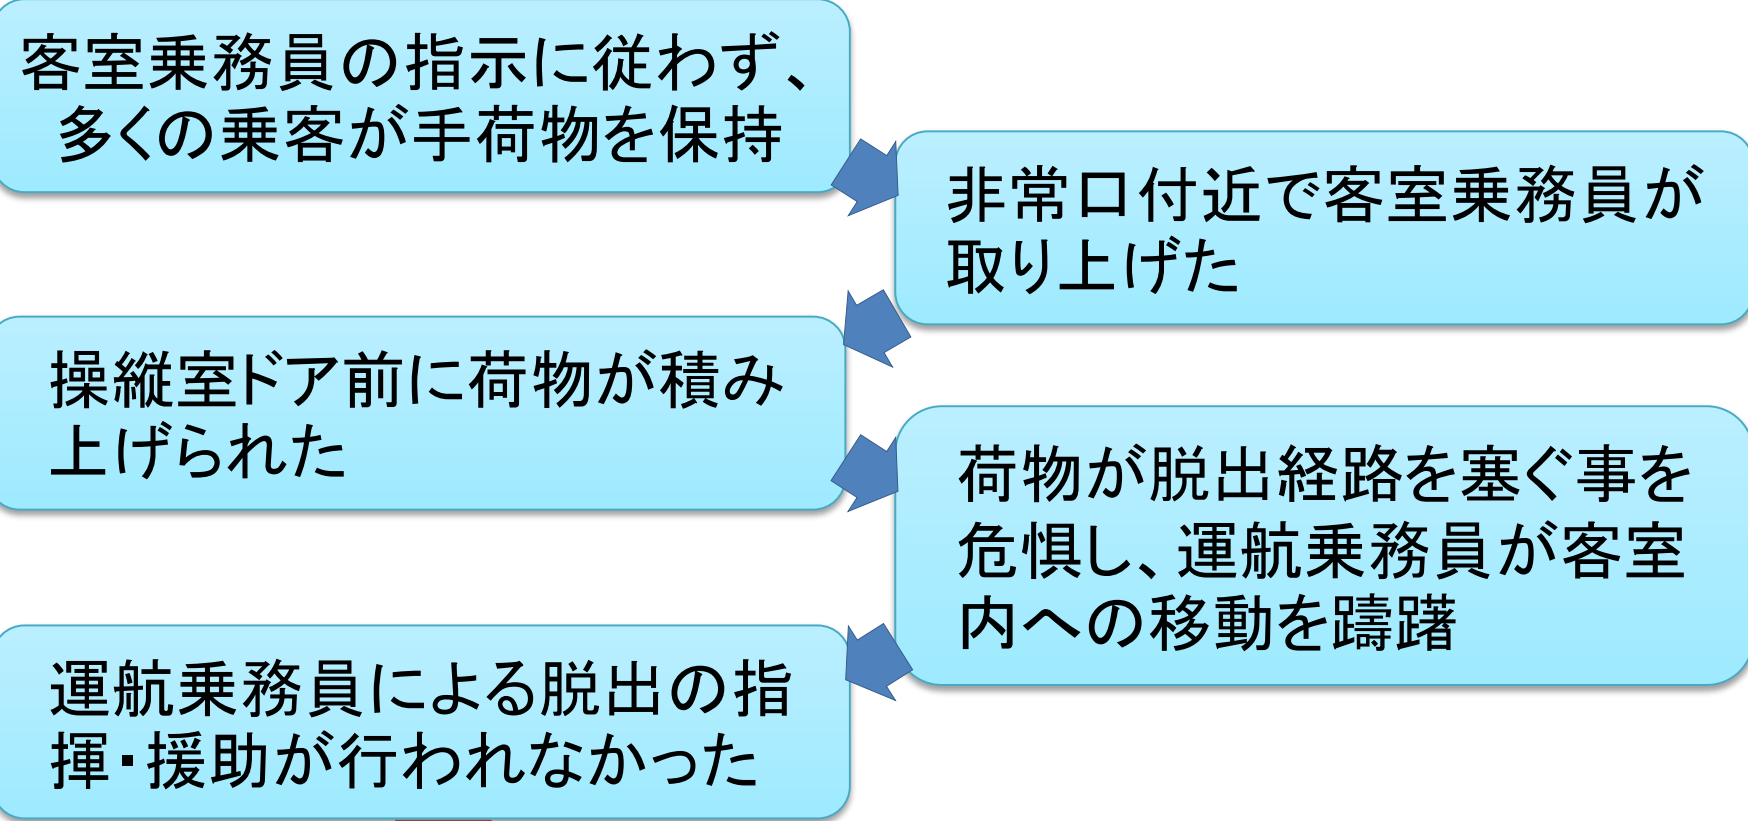 客室乗務員の指示に従わず、
多くの乗客が手荷物を保持
非常口付近で客室乗務員が
取り上げた
操縦室ドア前に荷物が積み
上げられた
荷物が脱出経路を塞ぐ事を
危惧し、運航乗務員が客室
内への移動を躊躇
運航乗務員による脱出の指
揮・援助が行われなかった